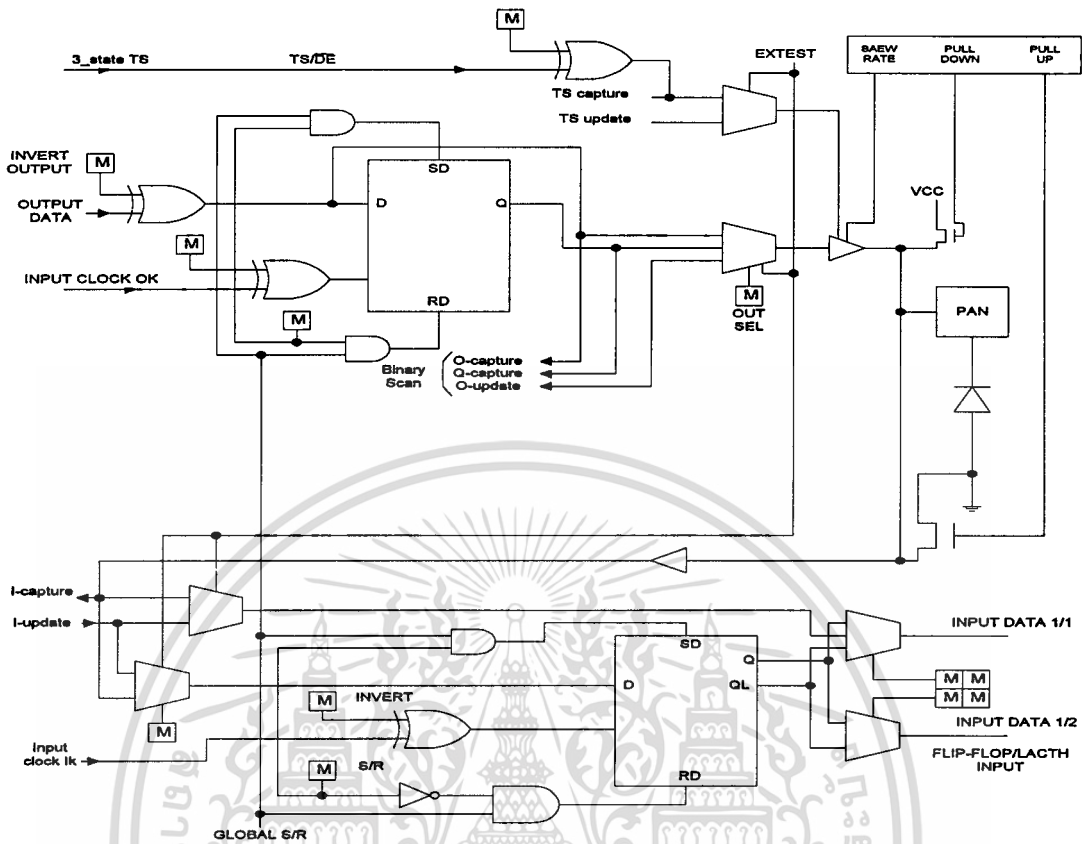 M
EXTEST
SAEW RATE
PULL DOWN
PULL UP
3_state TS
TS/DE
TS capture
TS update
INVERT OUTPUT
M
SD
VCC
OUTPUT DATA
D
Q
M
INPUT CLOCK OK
M
OUT SEL
PAN
RD
M
Binary Scan
O-capture
Q-capture
O-update
I-capture
I-update
INPUT DATA 1/1
SD
Q
D
QL
INVERT
M
M
M M
M M
INPUT DATA 1/2
Input clock Ik
FLIP-FLOP/LACTH INPUT
S/R
M
RD
GLOBAL S/R